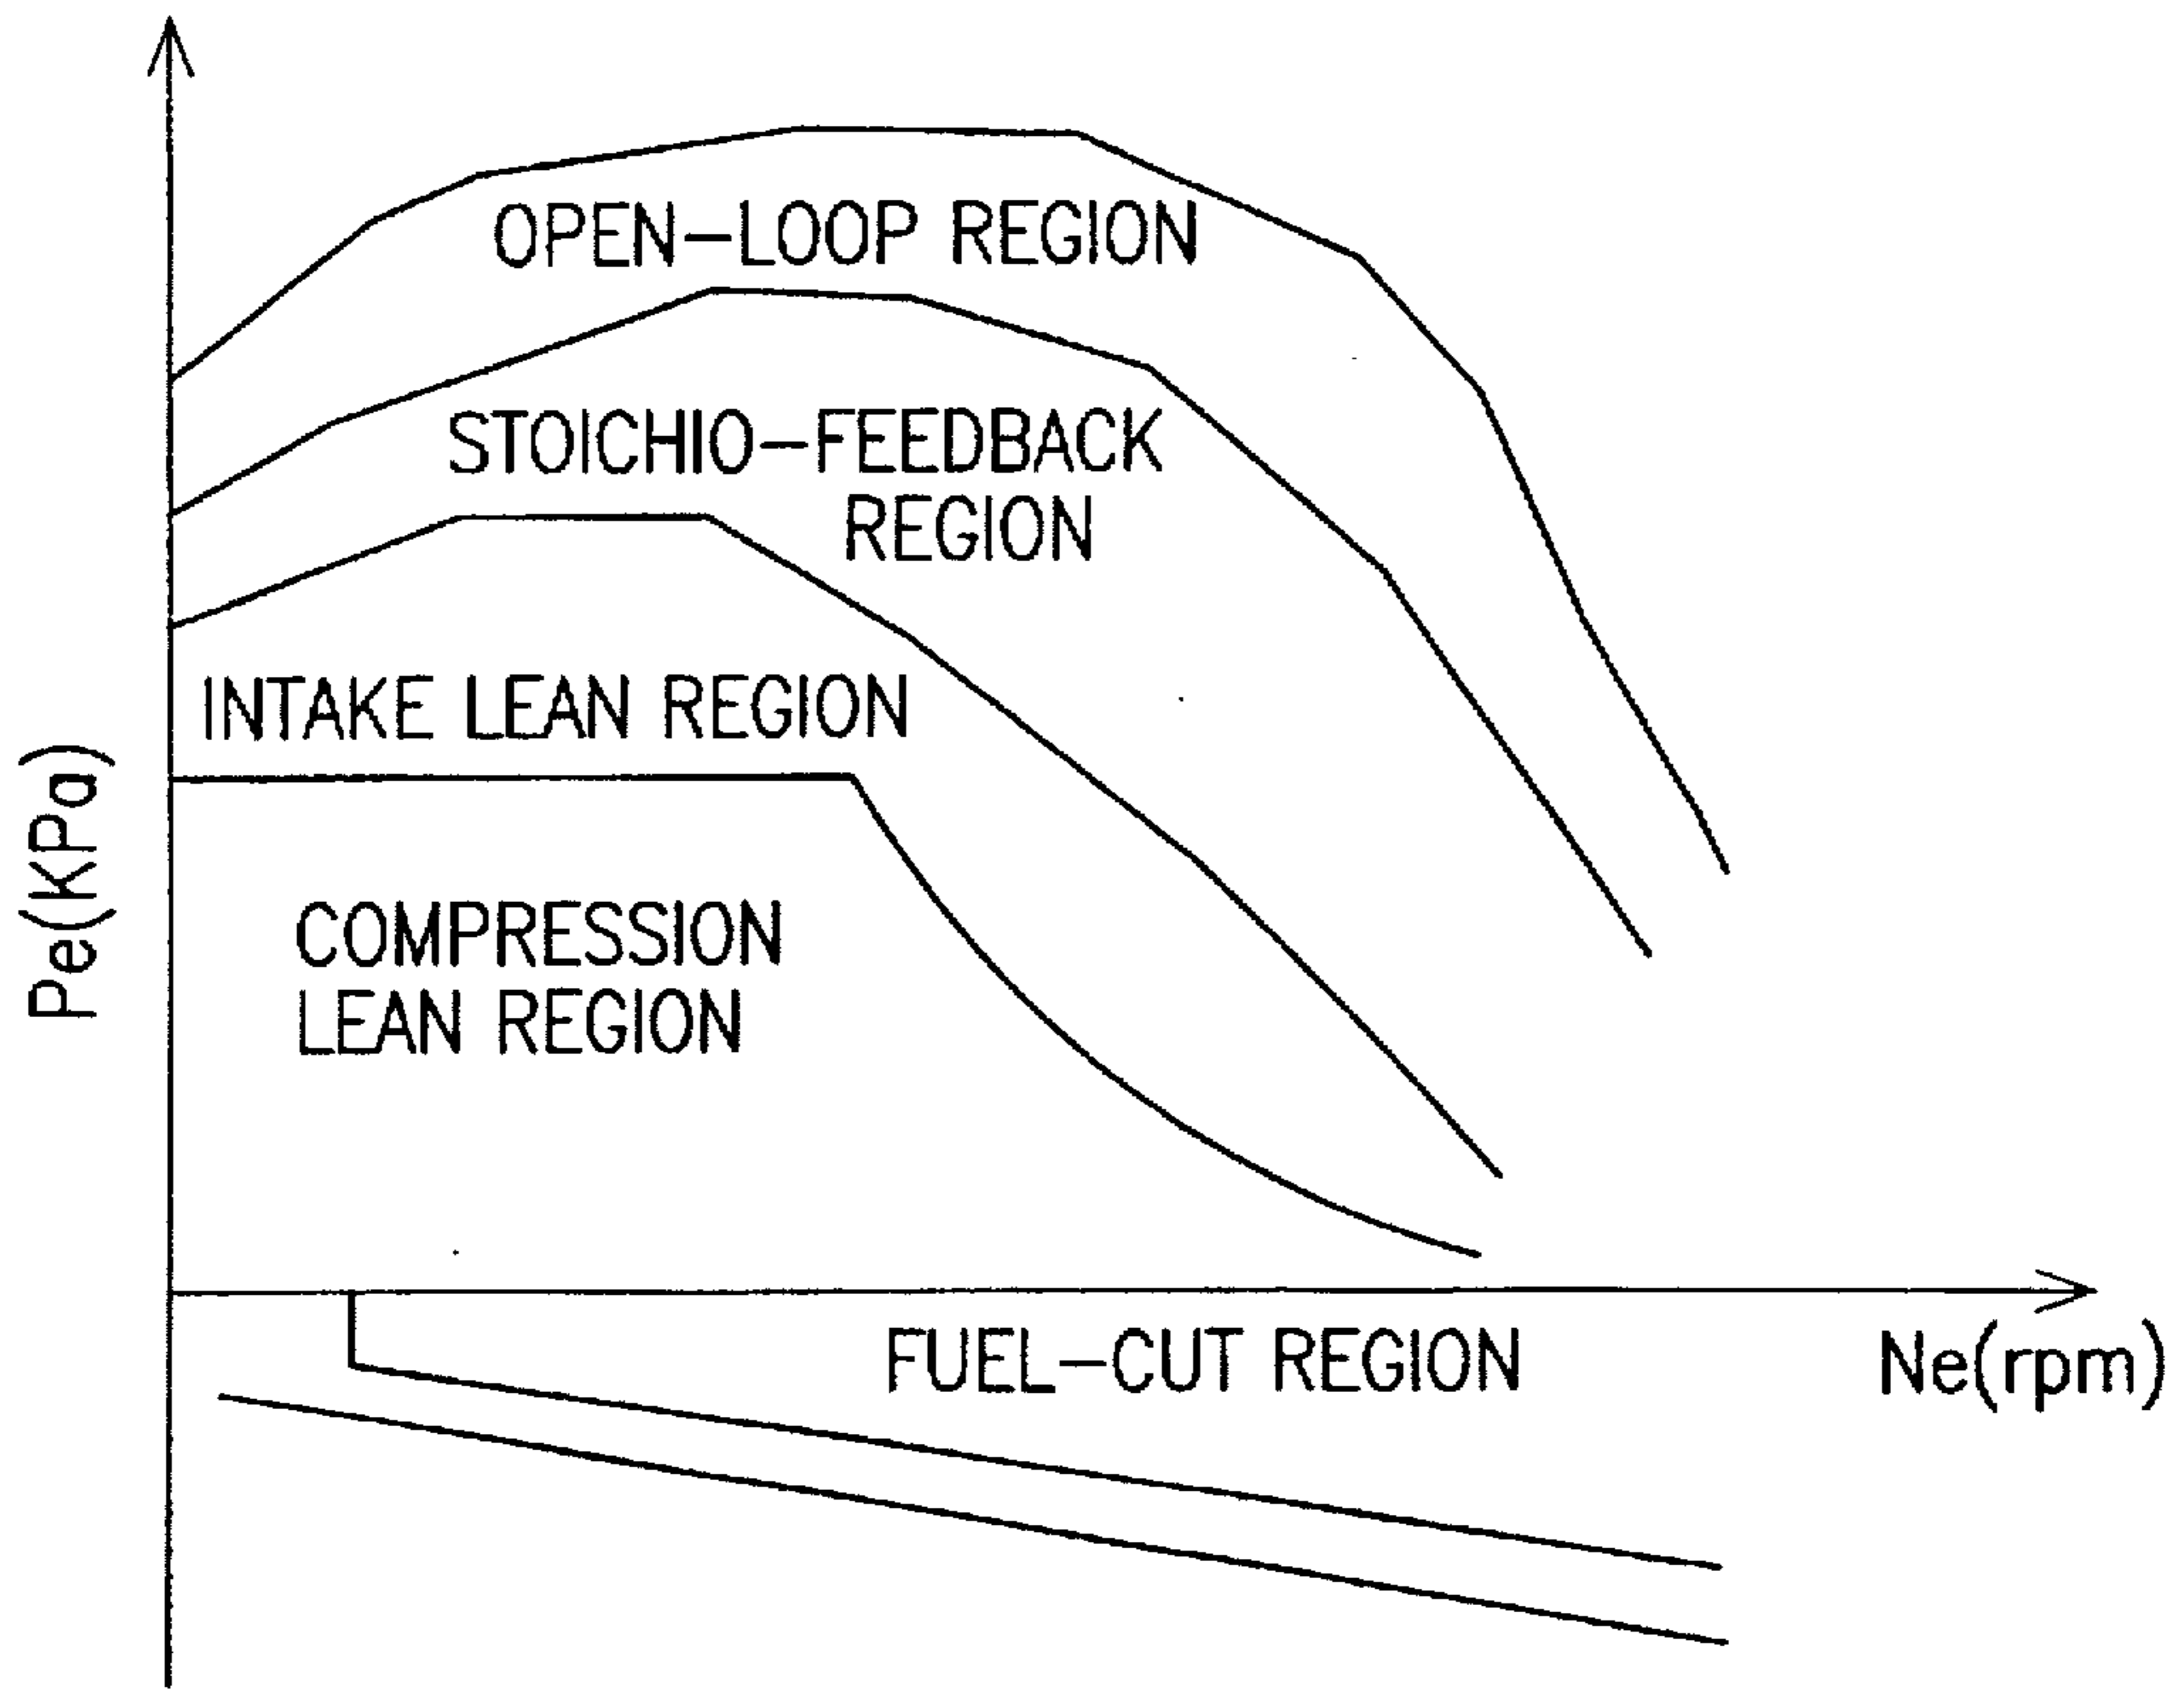 OPEN-LOOP REGION
STOICHIO-FEEDBACK
REGION
INTAKE LEAN REGION
Pe(KPa)
COMPRESSION
LEAN REGION
FUEL-CUT REGION
Ne(rpm)